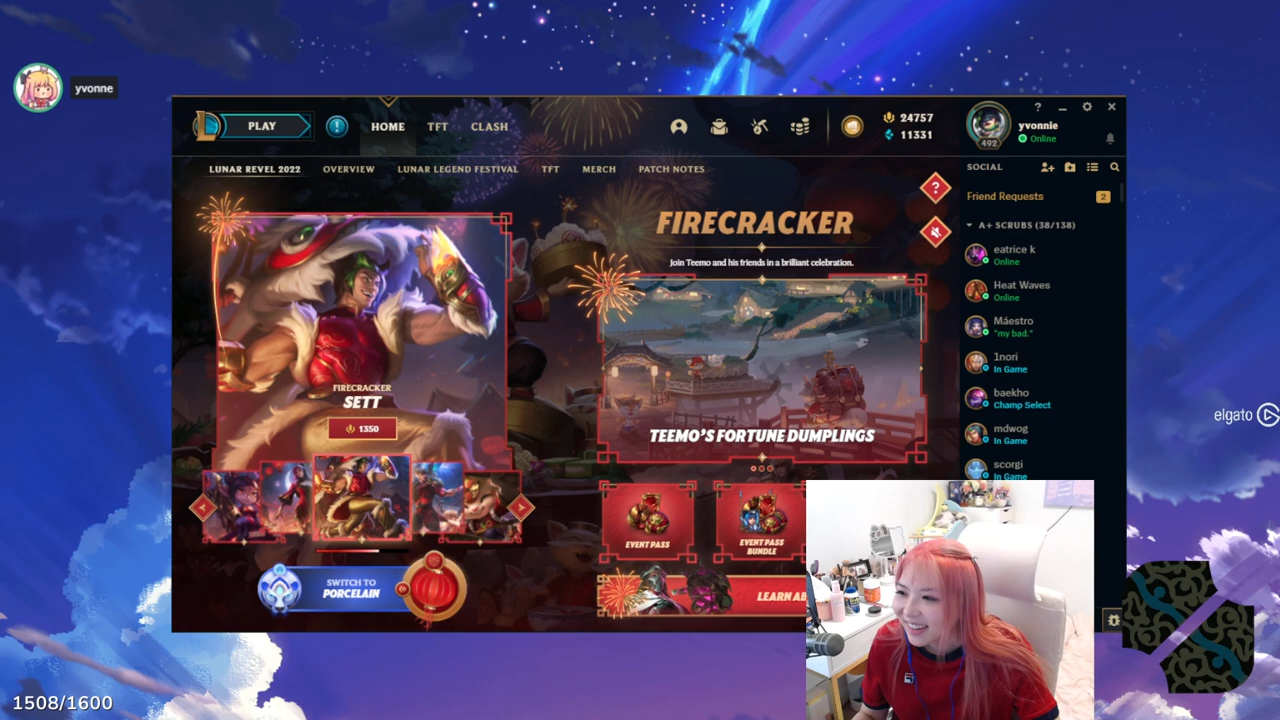 yvonne
PLAY
HOME
TFT
CLASH
24757
11331
492
yvonnie
Online
LUNAR REVEL 2022
OVERVIEW
LUNAR LEGEND FESTIVAL
TFT
MERCH
PATCH NOTES
SOCIAL
Friend Requests
2
A+ SCRUBS (38/138)
eatrice k
Online
Heat Waves
Online
Máestro
"my bad."
1nori
In Game
baekho
Champ Select
mdwog
In Game
scorgi
In Game
FIRECRACKER
Join Teemo and his friends in a brilliant celebration.
TEEMO'S FORTUNE DUMPLINGS
FIRECRACKER
SETT
1350
EVENT PASS
EVENT PASS
BUNDLE
SWITCH TO
PORCELAIN
LEARN AB
elgato
1508/1600